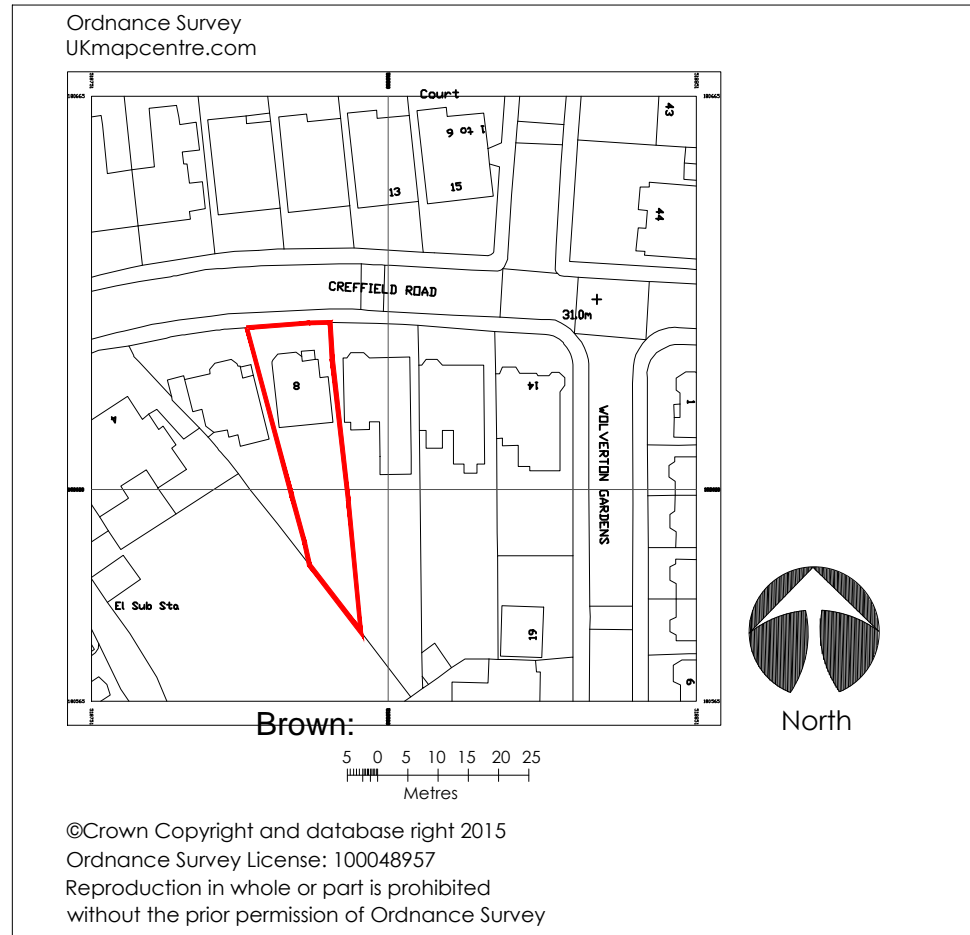 Ordnance Survey
UKmapcentre.com
Court
43
1 to 6
13
15
44
CREFFIELD ROAD
31.0m
8
14
1
4
WOLVERTON GARDENS
El Sub Sta
19
9
North
Brown:
5 0 5 10 15 20 25
Metres
©Crown Copyright and database right 2015
Ordnance Survey License: 100048957
Reproduction in whole or part is prohibited
without the prior permission of Ordnance Survey